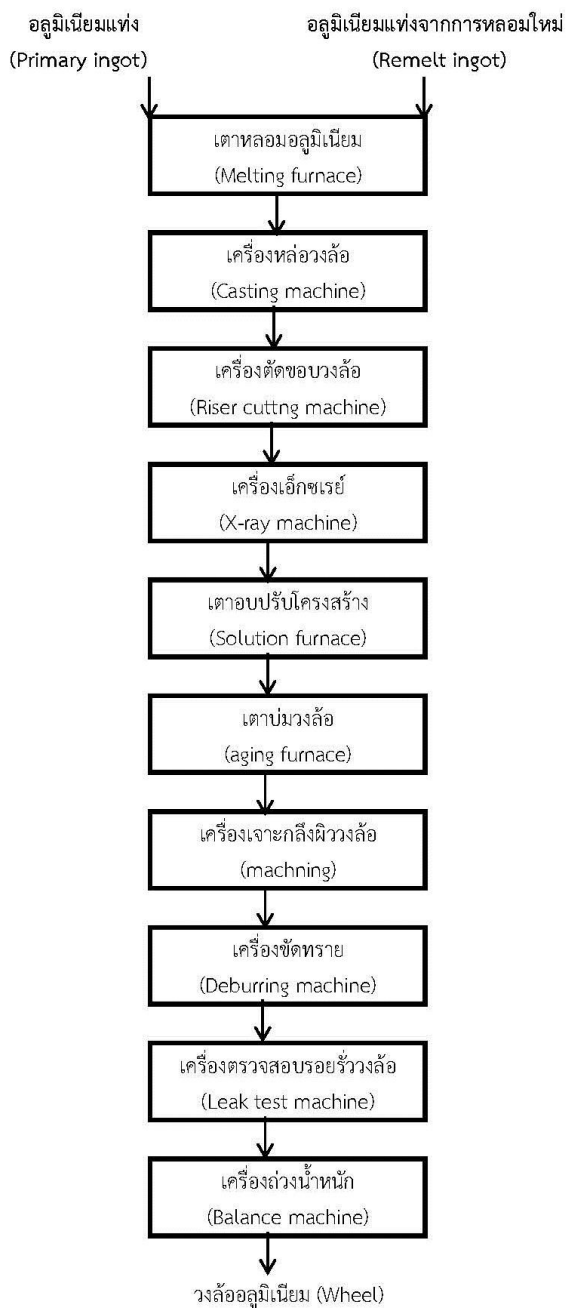 อลูมิเนียมแท่ง
(Primary ingot)
อลูมิเนียมแท่งจากการหลอมใหม่
(Remelt ingot)
เตาหลอมอลูมิเนียม
(Melting furnace)
เครื่องหล่อวงล้อ
(Casting machine)
เครื่องตัดขอบวงล้อ
(Riser cuttng machine)
เครื่องเอ็กซเรย์
(X-ray machine)
เตาอบปรับโครงสร้าง
(Solution furnace)
เตาบ่มวงล้อ
(aging furnace)
เครื่องเจาะกลึงผิววงล้อ
(machning)
เครื่องขัดทราย
(Deburring machine)
เครื่องตรวจสอบรอยรั่ววงล้อ
(Leak test machine)
เครื่องถ่วงน้ำหนัก
(Balance machine)
วงล้ออลูมิเนียม (Wheel)